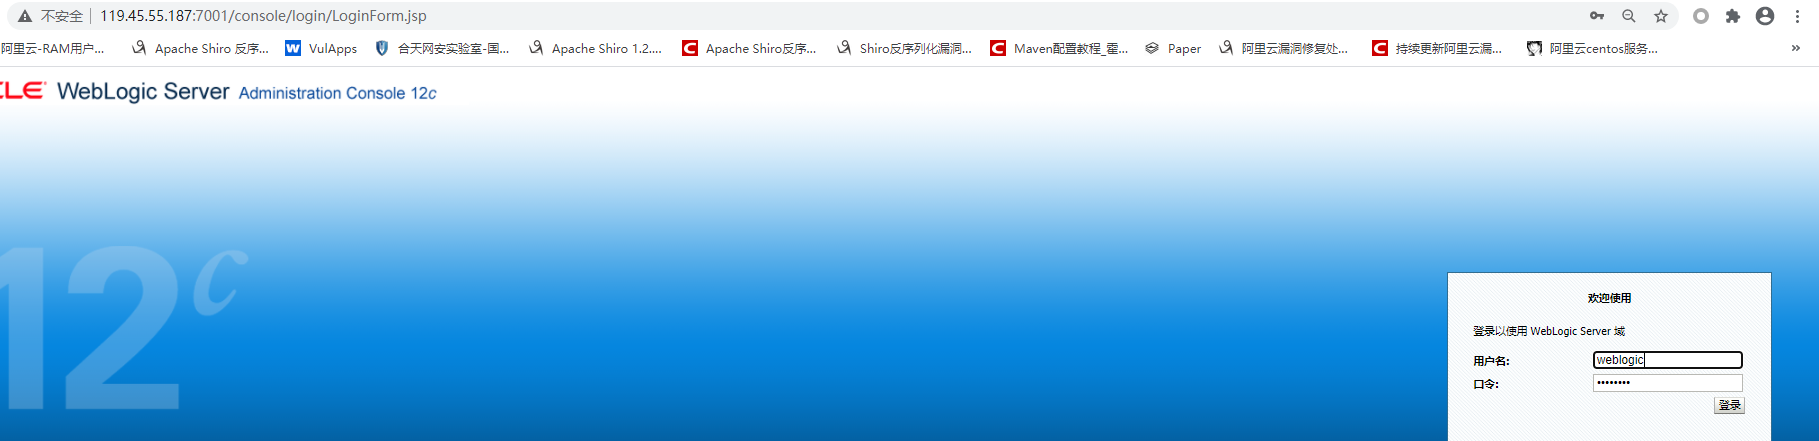 不安全 119.45.55.187:7001/console/login/LoginForm.jsp
阿里云-RAM用户... Apache Shiro 反序... VulApps 合天网安实验室-国... Apache Shiro 1.2.... Apache Shiro反序... Shiro反序列化漏洞... Maven配置教程_霍... Paper 阿里云漏洞修复处... 持续更新阿里云漏... 阿里云centos服务... »
CLE WebLogic Server Administration Console 12c
12c
欢迎使用
登录以使用 WebLogic Server 域
用户名: weblogic
口令: ••••••••
登录